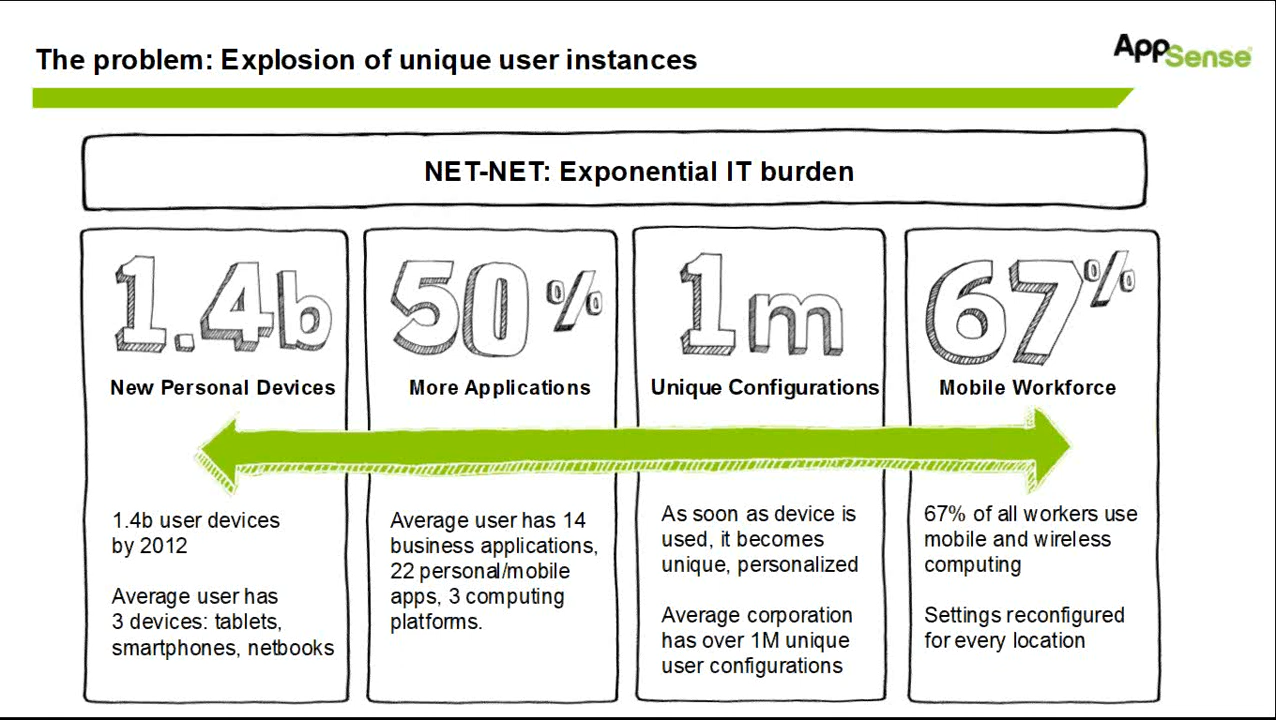 The problem: Explosion of unique user instances
AppSense
NET-NET: Exponential IT burden
1.4b
New Personal Devices
1.4b user devices
by 2012
Average user has
3 devices: tablets,
smartphones, netbooks
50%
More Applications
Average user has 14
business applications,
22 personal/mobile
apps, 3 computing
platforms.
1m
Unique Configurations
As soon as device is
used, it becomes
unique, personalized
Average corporation
has over 1M unique
user configurations
67%
Mobile Workforce
67% of all workers use
mobile and wireless
computing
Settings reconfigured
for every location